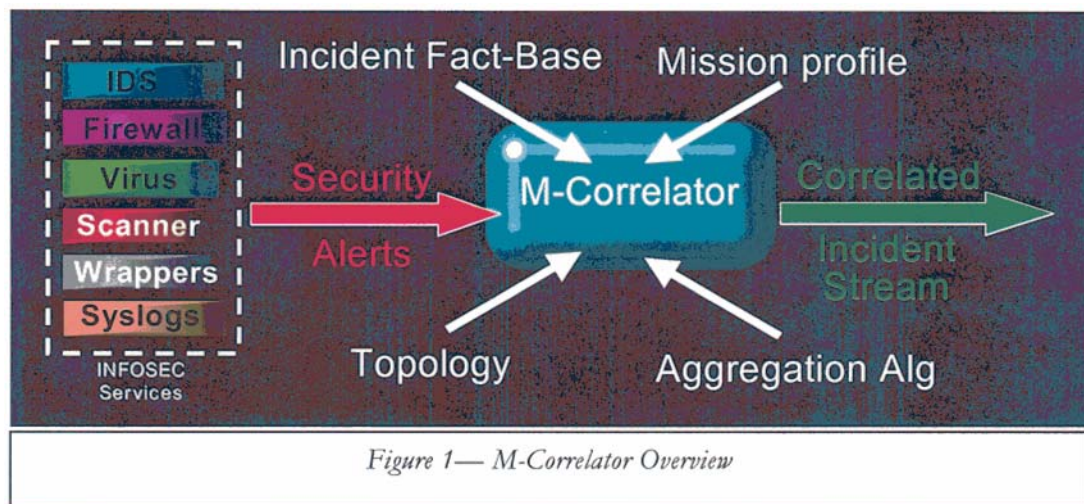 IDS
Firewall
Virus
Scanner
Wrappers
Syslogs
INFOSEC
Services
Security
Alerts
Incident Fact-Base
Mission profile
M-Correlator
Topology
Aggregation Alg
Correlated
Incident
Stream
Figure 1— M-Correlator Overview